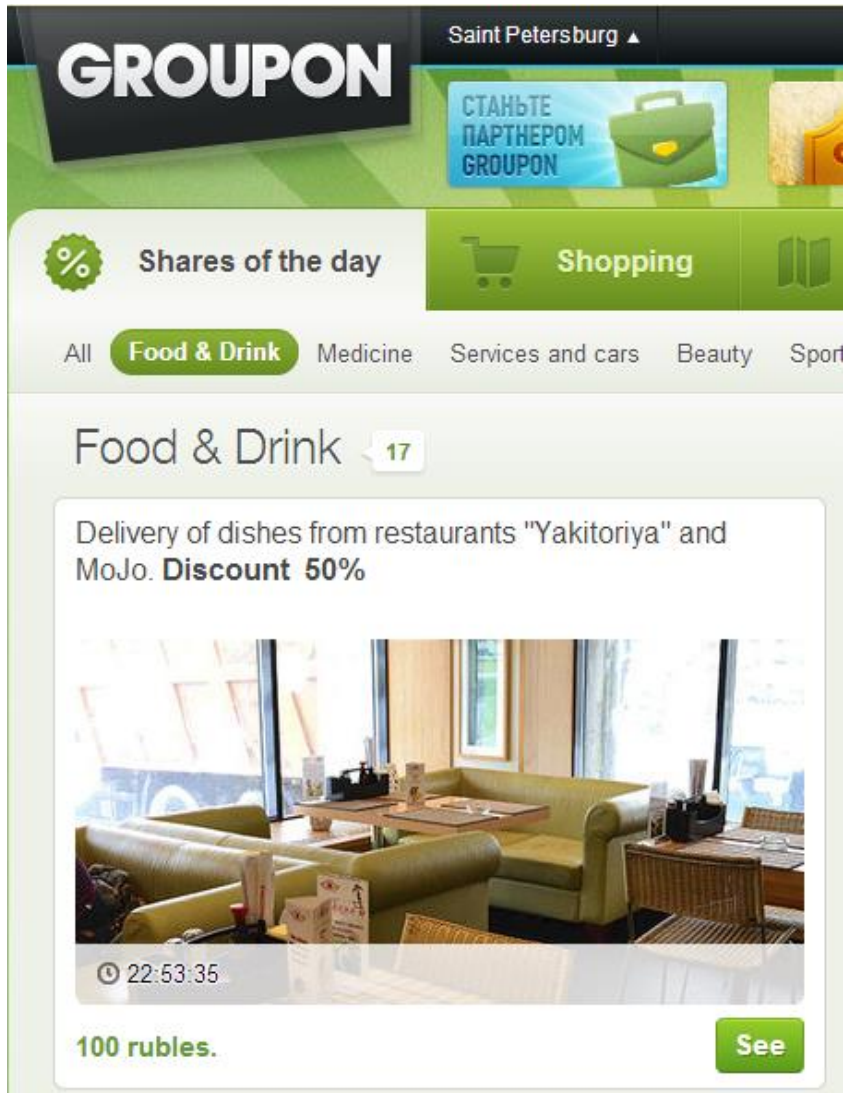 GROUPON
Saint Petersburg ▲
СТАНЬТЕ
ПАРТНЕРОМ
GROUPON
% Shares of the day
Shopping
All Food & Drink Medicine Services and cars Beauty Sport
Food & Drink 17
Delivery of dishes from restaurants "Yakitoriya" and
MoJo. Discount 50%
22:53:35
100 rubles.
See